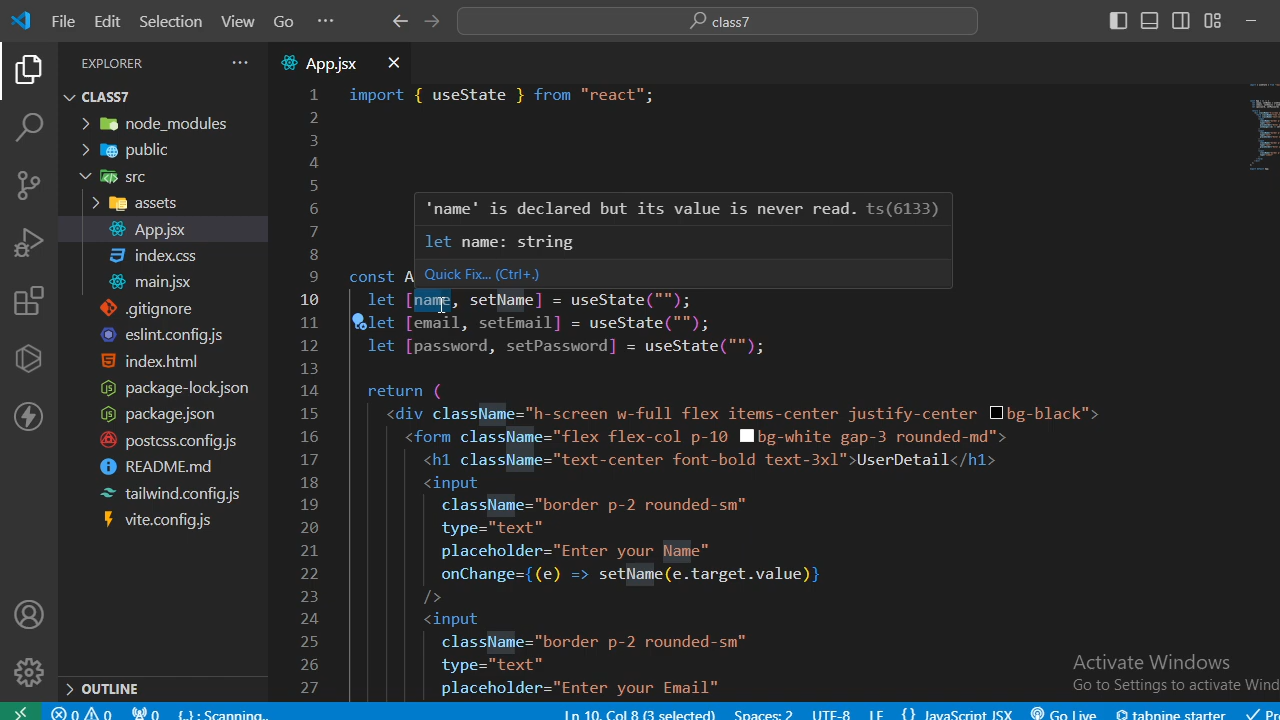 File Edit Selection View Go ··· class7
EXPLORER ···
CLASS7
node_modules
public
src
assets
App.jsx
index.css
main.jsx
.gitignore
eslint.config.js
index.html
package-lock.json
package.json
postcss.config.js
README.md
tailwind.config.js
vite.config.js
OUTLINE
App.jsx
1 import { useState } from "react";
2
3
4
5
6
7
8
'name' is declared but its value is never read. ts(6133)
let name: string
Quick Fix... (Ctrl+.)
9 const A
10 let [name, setName] = useState("");
11 let [email, setEmail] = useState("");
12 let [password, setPassword] = useState("");
13
14 return (
15 <div className="h-screen w-full flex items-center justify-center bg-black">
16 <form className="flex flex-col p-10 bg-white gap-3 rounded-md">
17 <h1 className="text-center font-bold text-3xl">UserDetail</h1>
18 <input
19 className="border p-2 rounded-sm"
20 type="text"
21 placeholder="Enter your Name"
22 onChange={(e) => setName(e.target.value)}
23 />
24 <input
25 className="border p-2 rounded-sm"
26 type="text"
27 placeholder="Enter your Email"
Activate Windows
Go to Settings to activate Wind
0 0 0 {..} : Scanning.. Ln 10, Col 8 (3 selected) Spaces: 2 UTF-8 LF {} JavaScript JSX Go Live tabnine starter